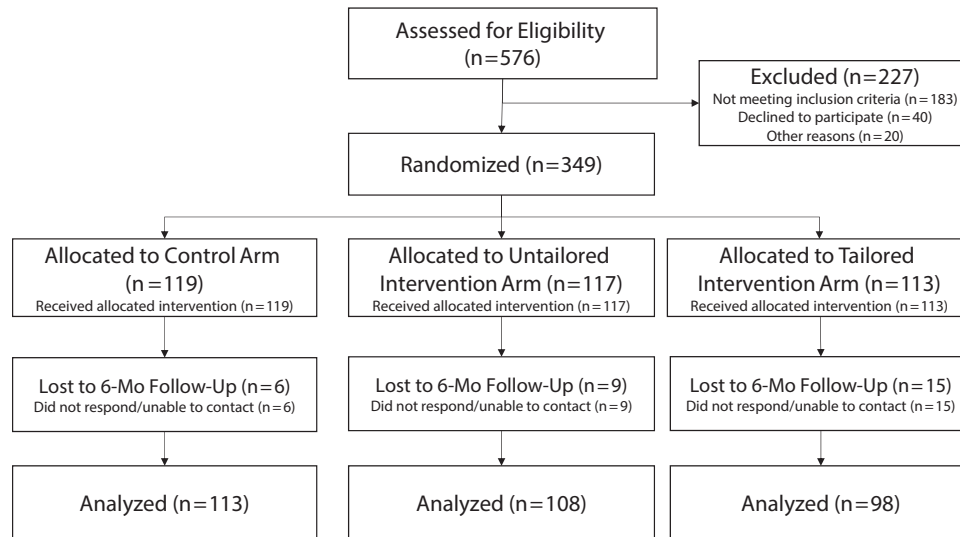 Assessed for Eligibility
(n=576)
Excluded (n=227)
Not meeting inclusion criteria (n=183)
Declined to participate (n=40)
Other reasons (n=20)
Randomized (n=349)
Allocated to Control Arm
(n=119)
Received allocated intervention (n=119)
Allocated to Untailored
Intervention Arm (n=117)
Received allocated intervention (n=117)
Allocated to Tailored
Intervention Arm (n=113)
Received allocated intervention (n=113)
Lost to 6-Mo Follow-Up (n=6)
Did not respond/unable to contact (n=6)
Lost to 6-Mo Follow-Up (n=9)
Did not respond/unable to contact (n=9)
Lost to 6-Mo Follow-Up (n=15)
Did not respond/unable to contact (n=15)
Analyzed (n=113)
Analyzed (n=108)
Analyzed (n=98)